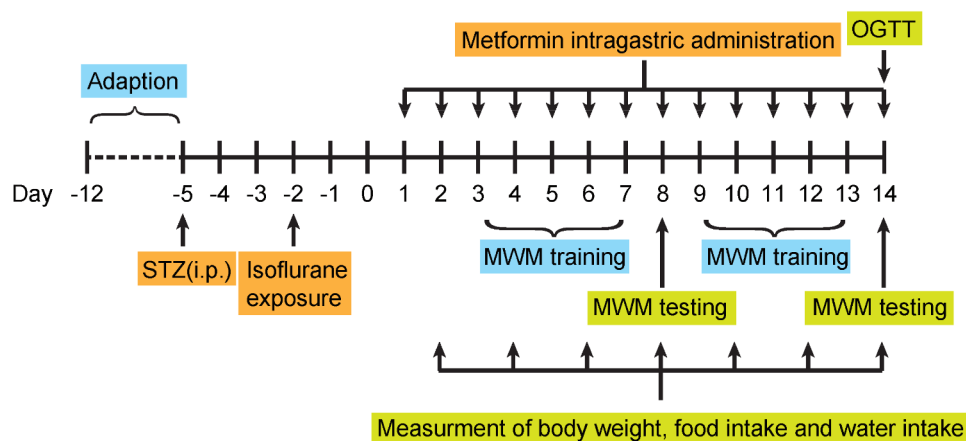 OGTT
Metformin intragastric administration
Adaption
Day -12 -5 -4 -3 -2 -1 0 1 2 3 4 5 6 7 8 9 10 11 12 13 14
MWM training MWM training
STZ(i.p.) Isoflurane
exposure
MWM testing MWM testing
Measurment of body weight, food intake and water intake